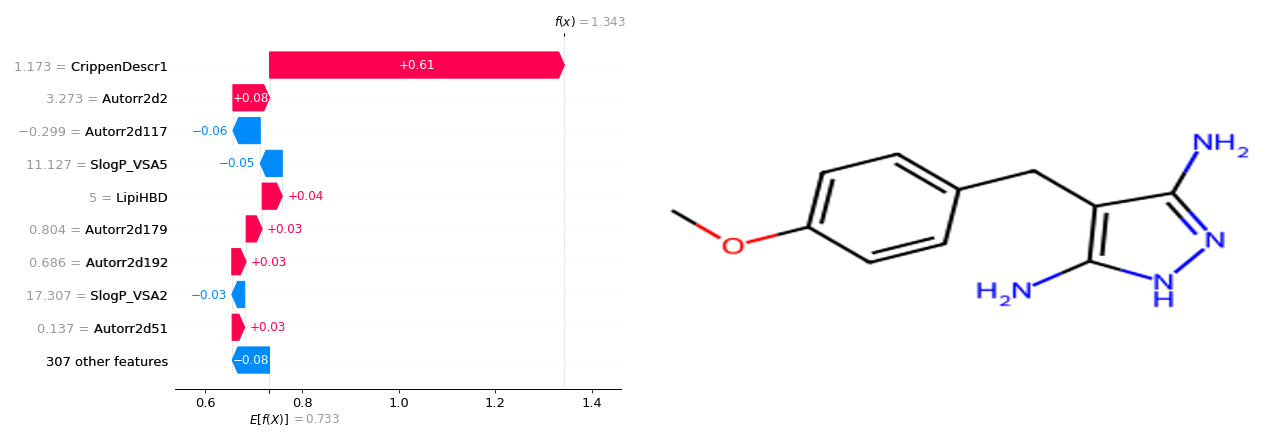 f(x) = 1.343
1.173 = CrippenDescr1
+0.61
3.273 = Autorr2d2
+0.08
−0.299 = Autorr2d117
−0.06
11.127 = SlogP_VSA5
−0.05
5 = LipiHBD
+0.04
0.804 = Autorr2d179
+0.03
0.686 = Autorr2d192
+0.03
17.307 = SlogP_VSA2
−0.03
0.137 = Autorr2d51
+0.03
307 other features
−0.08
0.6 0.8 1.0 1.2 1.4
E[f(X)] = 0.733
NH2
N
N
H
H2N
O